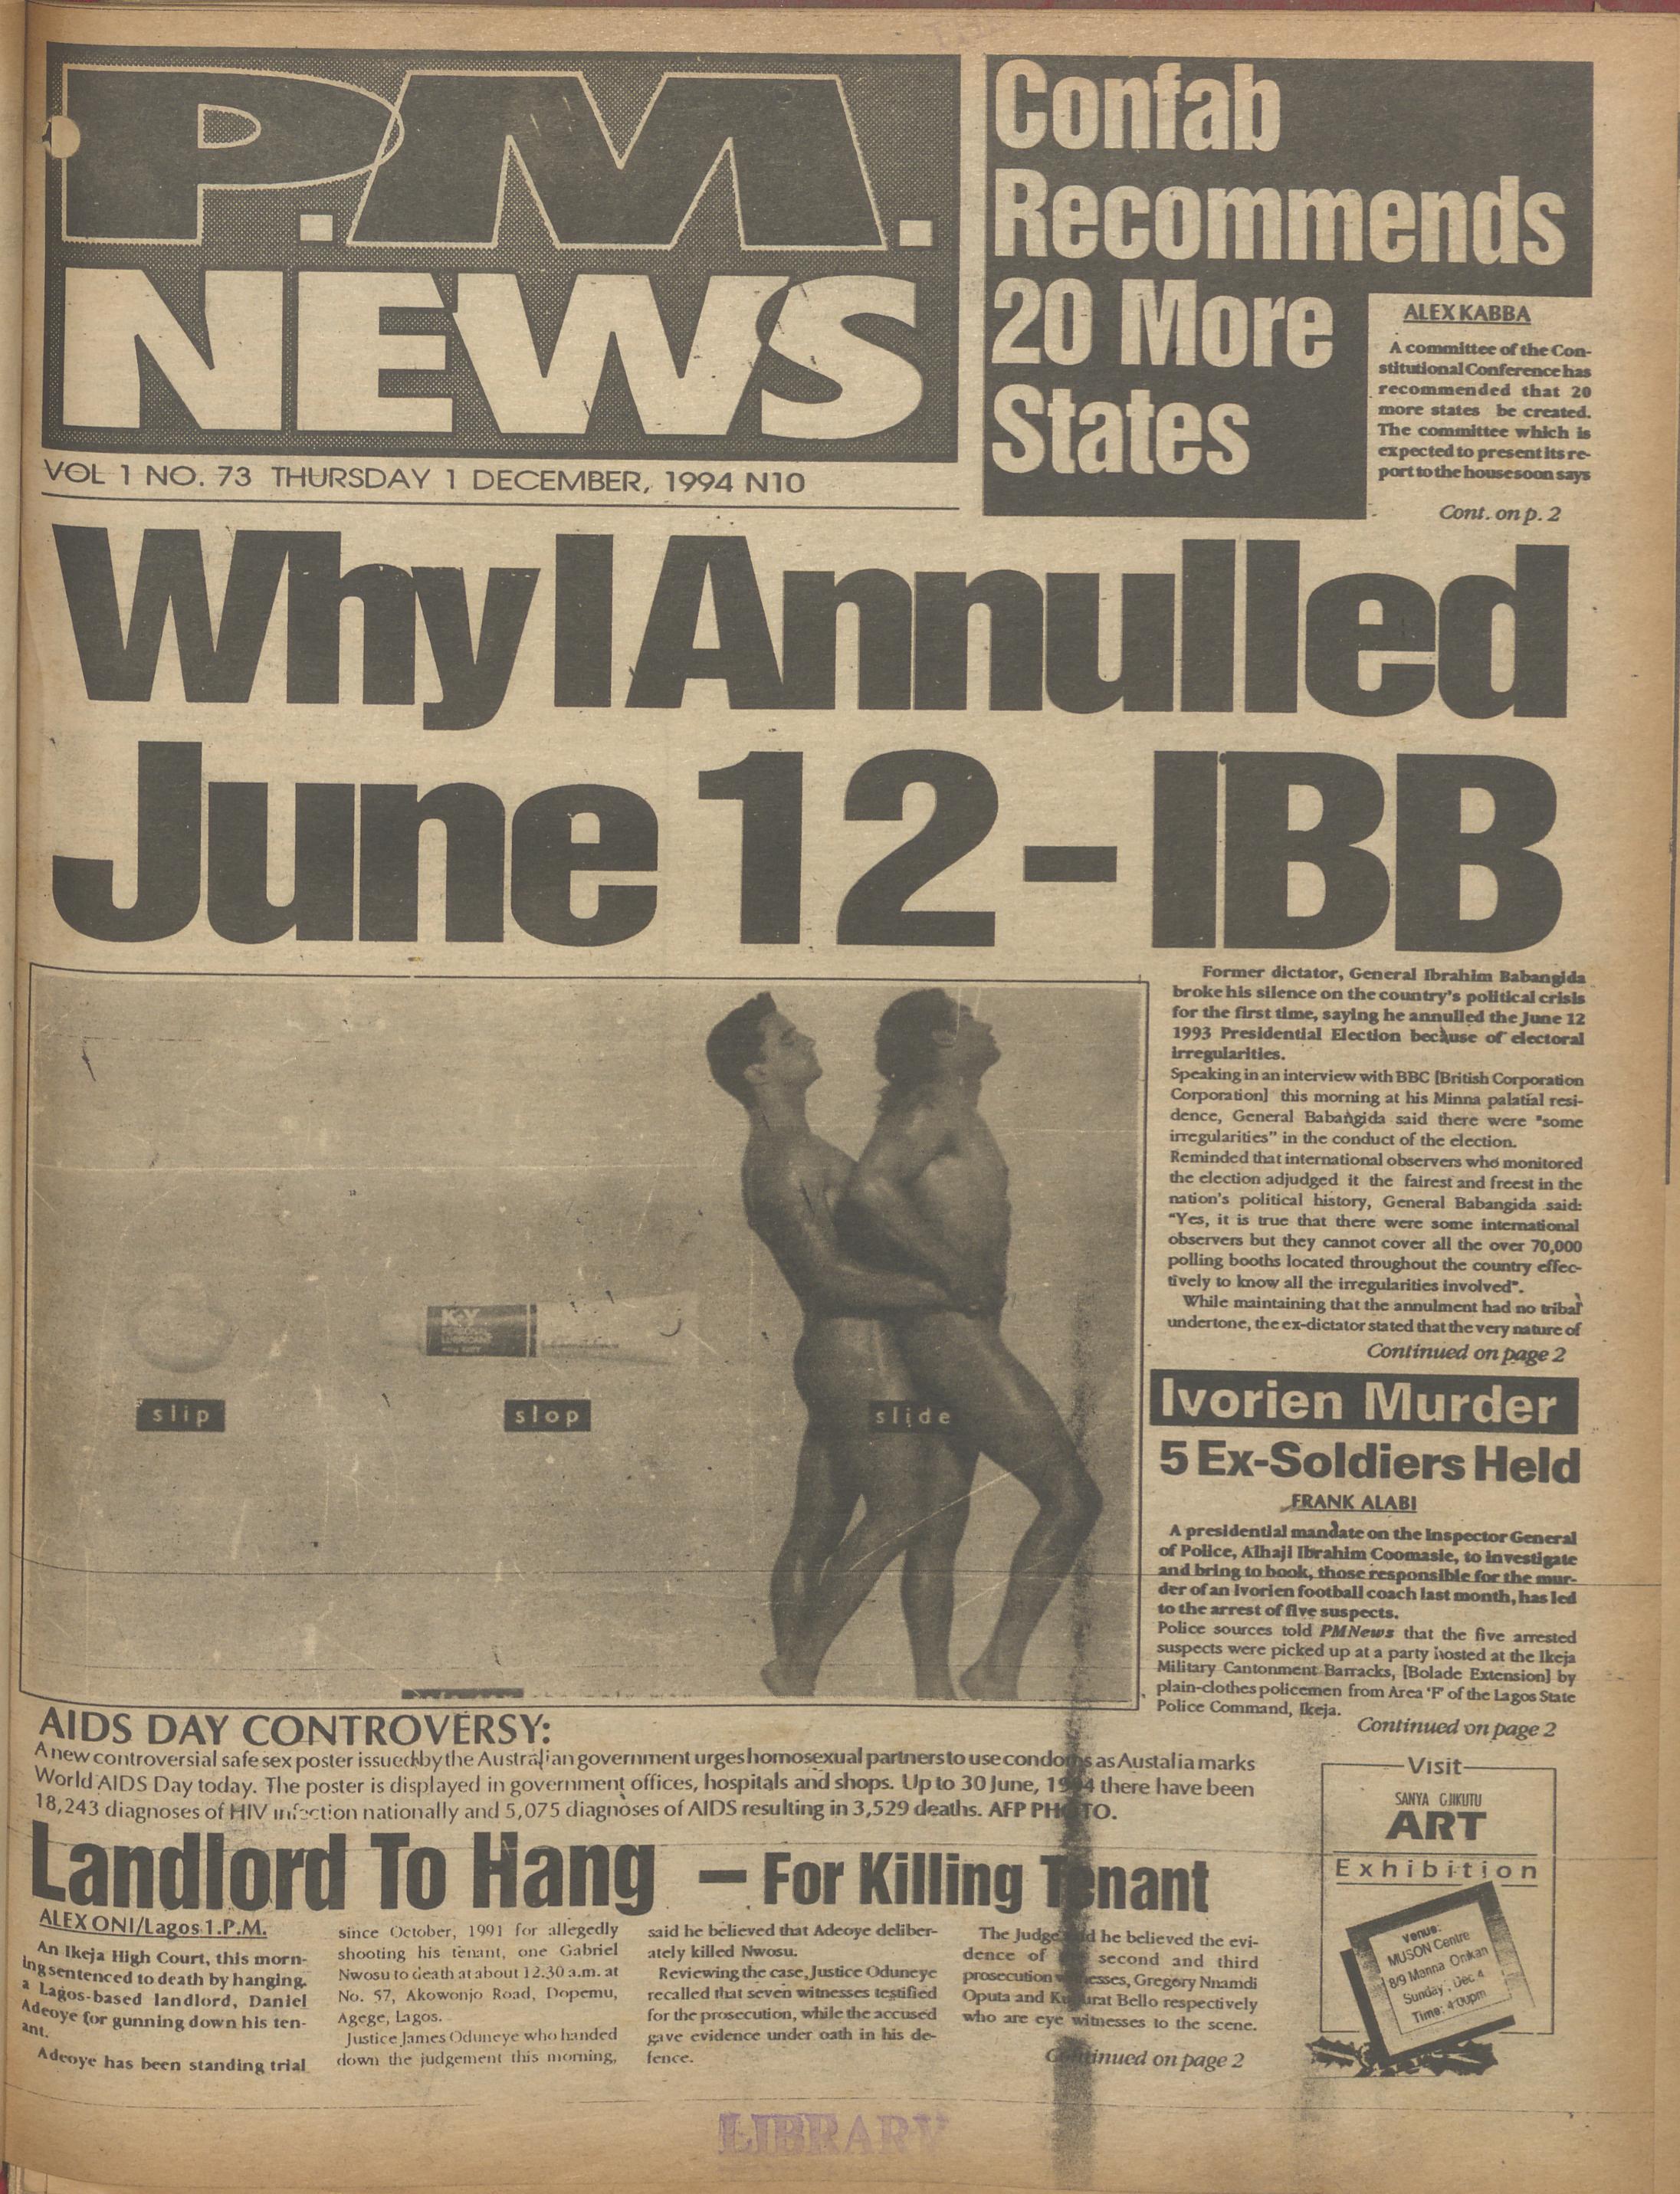 P.M.
NEWS
VOL 1 NO. 73 THURSDAY 1 DECEMBER, 1994 N10
Confab
Recommends
20 More
States
ALEX KABBA
A committee of the Con-
stitutional Conference has
recommended that 20
more states be created.
The committee which is
expected to present its re-
port to the house soon says
Cont. on p. 2
Why I Annulled
June 12 - IBB
Former dictator, General Ibrahim Babangida
broke his silence on the country's political crisis
for the first time, saying he annulled the June 12
1993 Presidential Election because of electoral
irregularities.
Speaking in an interview with BBC [British Corporation
Corporation] this morning at his Minna palatial resi-
dence, General Babangida said there were "some
irregularities" in the conduct of the election.
Reminded that international observers who monitored
the election adjudged it the fairest and freest in the
nation's political history, General Babangida said:
"Yes, it is true that there were some international
observers but they cannot cover all the over 70,000
polling booths located throughout the country effec-
tively to know all the irregularities involved".
While maintaining that the annulment had no tribal
undertone, the ex-dictator stated that the very nature of
Continued on page 2
K-Y
slip
slop
slide
Ivorien Murder
5 Ex-Soldiers Held
FRANK ALABI
A presidential mandate on the Inspector General
of Police, Alhaji Ibrahim Coomasie, to investigate
and bring to book, those responsible for the mur-
der of an Ivorien football coach last month, has led
to the arrest of five suspects.
Police sources told PMNews that the five arrested
suspects were picked up at a party hosted at the Ikeja
Military Cantonment Barracks, [Bolade Extension] by
plain-clothes policemen from Area 'F' of the Lagos State
Police Command, Ikeja.
Continued on page 2
AIDS DAY CONTROVERSY:
A new controversial safe sex poster issued by the Australian government urges homosexual partners to use condoms as Austalia marks
World AIDS Day today. The poster is displayed in government offices, hospitals and shops. Up to 30 June, 1994 there have been
18,243 diagnoses of HIV infection nationally and 5,075 diagnoses of AIDS resulting in 3,529 deaths. AFP PHOTO.
Landlord To Hang – For Killing Tenant
ALEX ONI/Lagos 1.P.M.
An Ikeja High Court, this morn-
ing sentenced to death by hanging,
a Lagos-based landlord, Daniel
Adeoye for gunning down his ten-
ant.
Adeoye has been standing trial
since October, 1991 for allegedly
shooting his tenant, one Gabriel
Nwosu to death at about 12.30 a.m. at
No. 57, Akowonjo Road, Dopemu,
Agege, Lagos.
Justice James Oduneye who handed
down the judgement this morning,
said he believed that Adeoye deliber-
ately killed Nwosu.
Reviewing the case, Justice Oduneye
recalled that seven witnesses testified
for the prosecution, while the accused
gave evidence under oath in his de-
fence.
The Judge said he believed the evi-
dence of the second and third
prosecution witnesses, Gregory Nnamdi
Oputa and Bello respectively
who are eye witnesses to the scene.
Continued on page 2
Visit
SANYA OJIKUTU
ART
Exhibition
Venue:
MUSON Centre
8/9 Marina Onikan
Sunday, Dec 4
Time: 4:00pm
LIBRARY